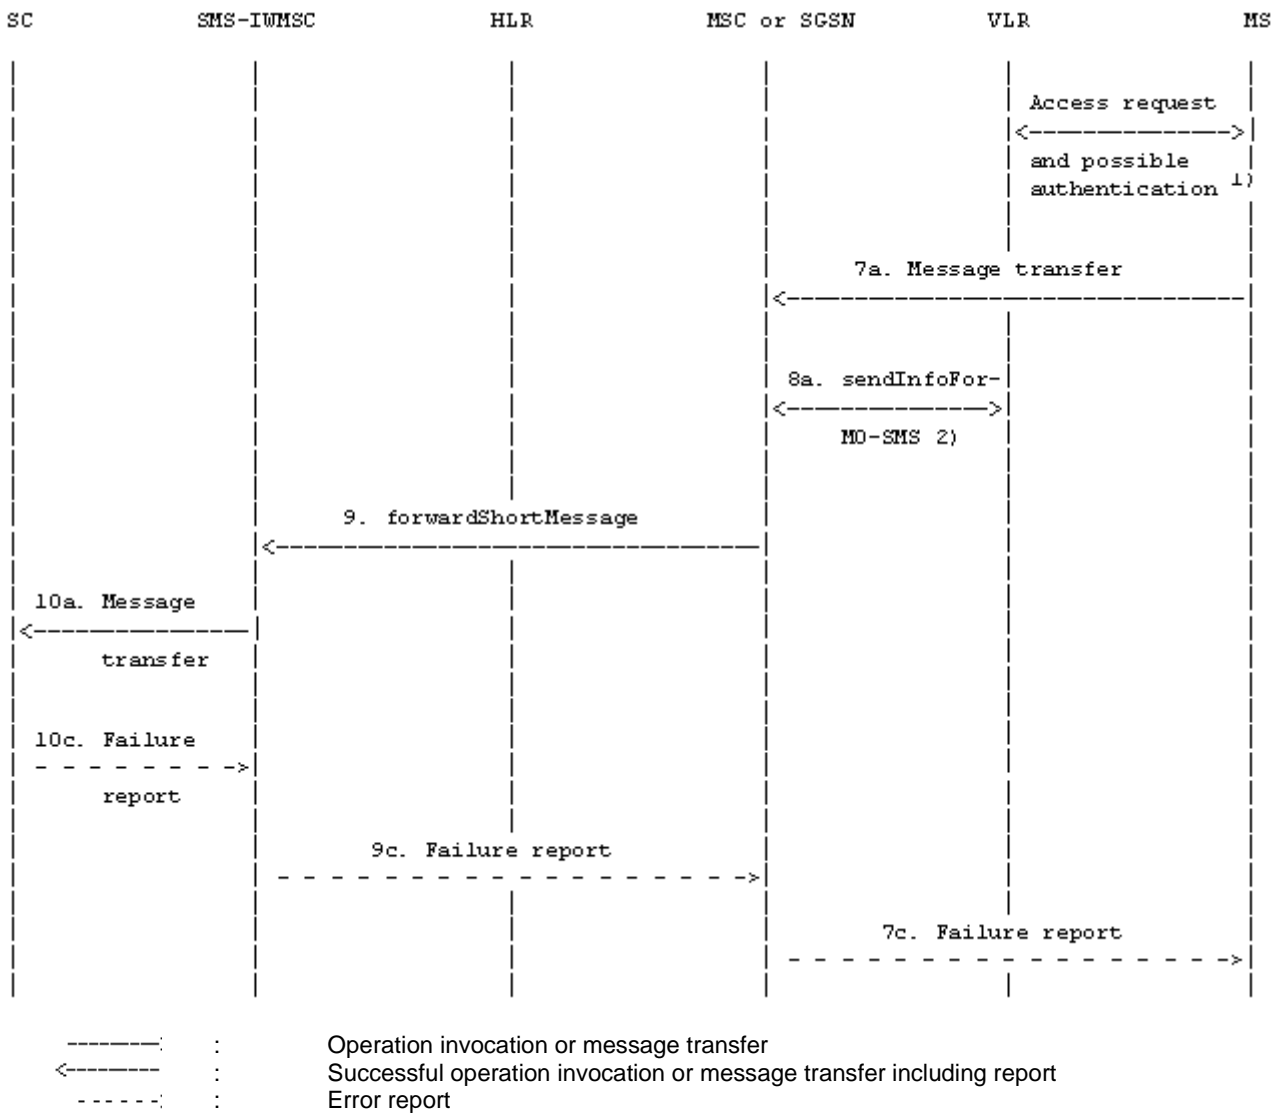 SC SMS-IWMSC HLR MSC or SGSN VLR MS
Access request
and possible
authentication 1)
7a. Message transfer
8a. sendInfoFor-
MO-SMS 2)
9. forwardShortMessage
10a. Message
transfer
10c. Failure
report
9c. Failure report
7c. Failure report
: Operation invocation or message transfer
: Successful operation invocation or message transfer including report
: Error report